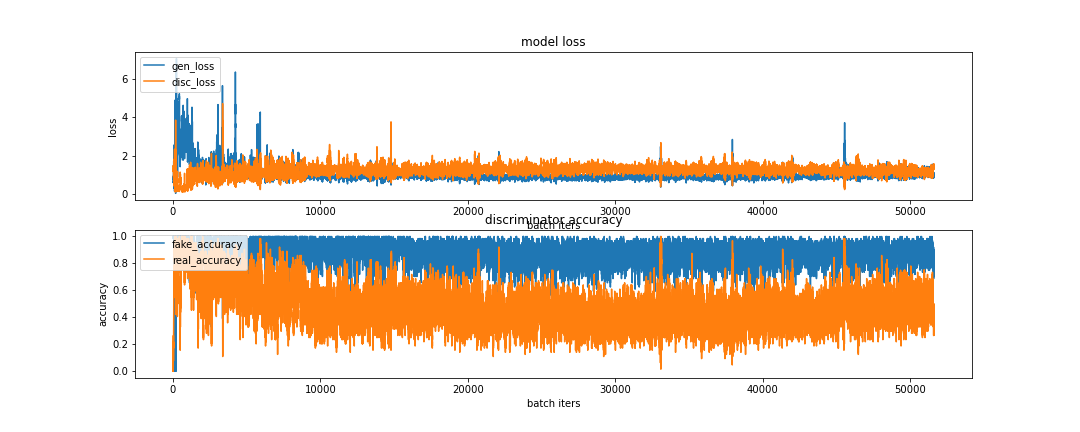 model loss
gen_loss
disc_loss
loss
6
4
2
0
0
10000
20000
30000
40000
50000
batch iters
discriminator accuracy
fake_accuracy
real_accuracy
accuracy
1.0
0.8
0.6
0.4
0.2
0.0
0
10000
20000
30000
40000
50000
batch iters